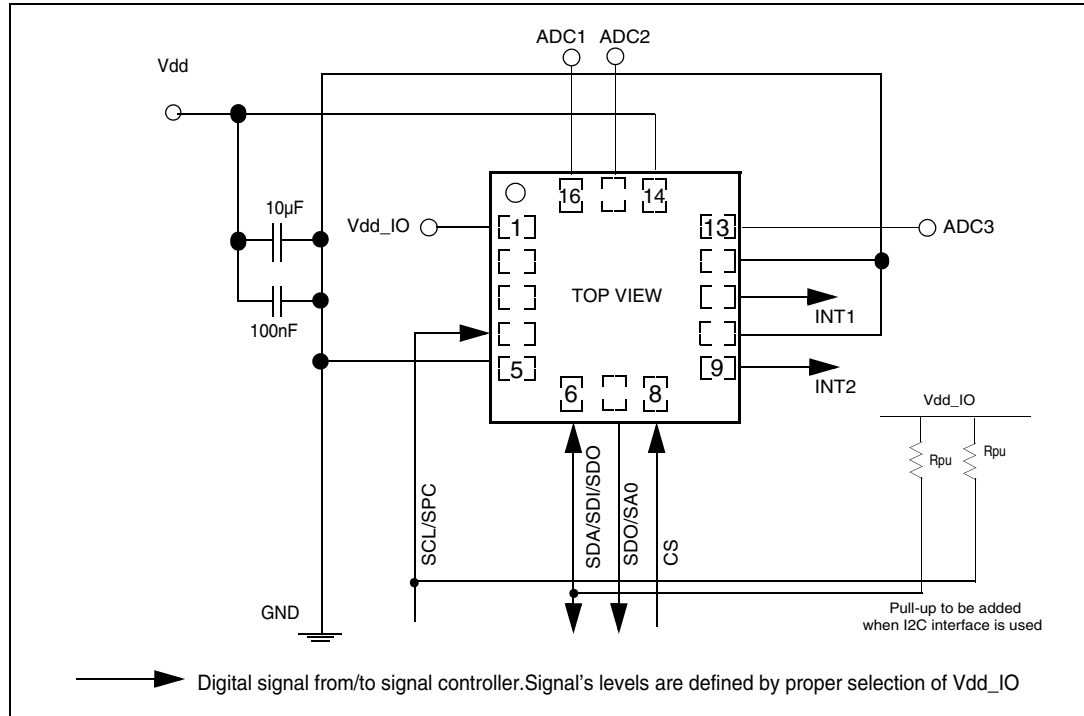 ADC1 ADC2
Vdd
16 14
10µF
Vdd_IO
1
13
ADC3
TOP VIEW
INT1
100nF
5
9
6 8
INT2
Vdd_IO
Rpu Rpu
SCL/SPC
SDA/SDI/SDO
SDO/SA0
CS
GND
Pull-up to be added
when I2C interface is used
Digital signal from/to signal controller.Signal's levels are defined by proper selection of Vdd_IO